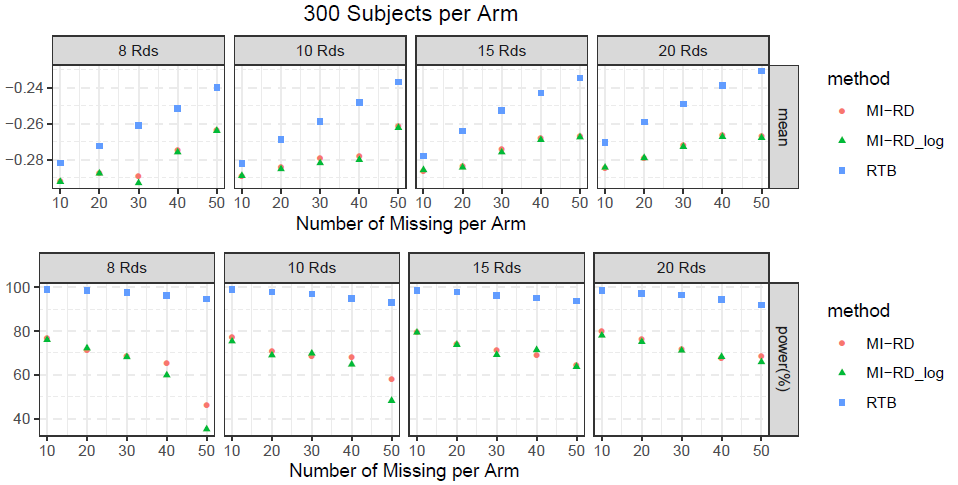 300 Subjects per Arm
8 Rds 10 Rds 15 Rds 20 Rds
−0.24
−0.26
−0.28
mean
10 20 30 40 50 10 20 30 40 50 10 20 30 40 50 10 20 30 40 50
Number of Missing per Arm
method
MI−RD
MI−RD_log
RTB
8 Rds 10 Rds 15 Rds 20 Rds
100
80
60
40
power(%)
10 20 30 40 50 10 20 30 40 50 10 20 30 40 50 10 20 30 40 50
Number of Missing per Arm
method
MI−RD
MI−RD_log
RTB